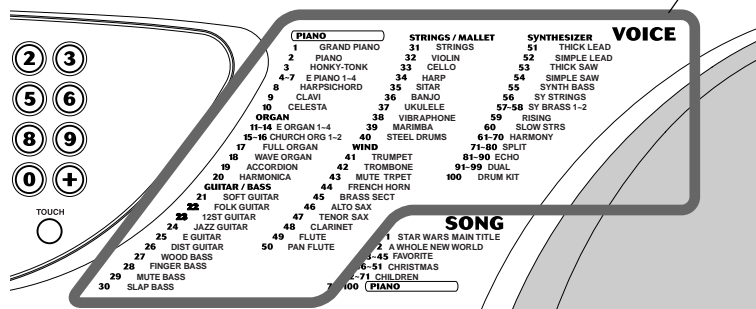 VOICE
PIANO
1 GRAND PIANO
2 PIANO
3 HONKY-TONK
4~7 E PIANO 1~4
8 HARPSICHORD
9 CLAVI
10 CELESTA
ORGAN
11~14 E ORGAN 1~4
15~16 CHURCH ORG 1~2
17 FULL ORGAN
18 WAVE ORGAN
19 ACCORDION
20 HARMONICA
GUITAR / BASS
21 SOFT GUITAR
22 FOLK GUITAR
23 12ST GUITAR
24 JAZZ GUITAR
25 E GUITAR
26 DIST GUITAR
27 WOOD BASS
28 FINGER BASS
29 MUTE BASS
30 SLAP BASS
STRINGS / MALLET
31 STRINGS
32 VIOLIN
33 CELLO
34 HARP
35 SITAR
36 BANJO
37 UKULELE
38 VIBRAPHONE
39 MARIMBA
40 STEEL DRUMS
WIND
41 TRUMPET
42 TROMBONE
43 MUTE TRPET
44 FRENCH HORN
45 BRASS SECT
46 ALTO SAX
47 TENOR SAX
48 CLARINET
49 FLUTE
50 PAN FLUTE
SYNTHESIZER
51 THICK LEAD
52 SIMPLE LEAD
53 THICK SAW
54 SIMPLE SAW
55 SYNTH BASS
56 SY STRINGS
57~58 SY BRASS 1~2
59 RISING
60 SLOW STRS
61~70 HARMONY
71~80 SPLIT
81~90 ECHO
91~99 DUAL
100 DRUM KIT
SONG
1 STAR WARS MAIN TITLE
2 A WHOLE NEW WORLD
~45 FAVORITE
6~51 CHRISTMAS
2~71 CHILDREN
7 100 PIANO
2 3
5 6
8 9
0 +
TOUCH